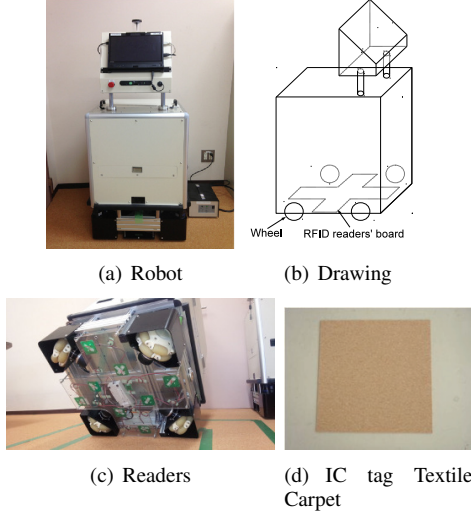 Wheel
RFID readers' board
(a) Robot
(b) Drawing
(c) Readers
(d) IC tag Textile
Carpet